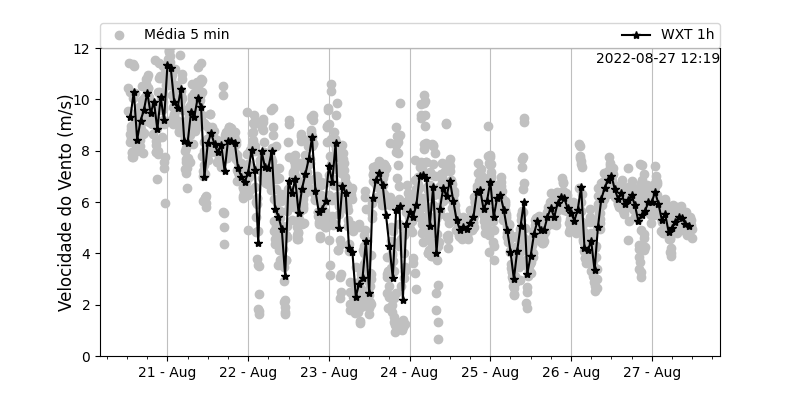 Média 5 min
WXT 1h
2022-08-27 12:19
Velocidade do Vento (m/s)
12
10
8
6
4
2
0
21 - Aug
22 - Aug
23 - Aug
24 - Aug
25 - Aug
26 - Aug
27 - Aug